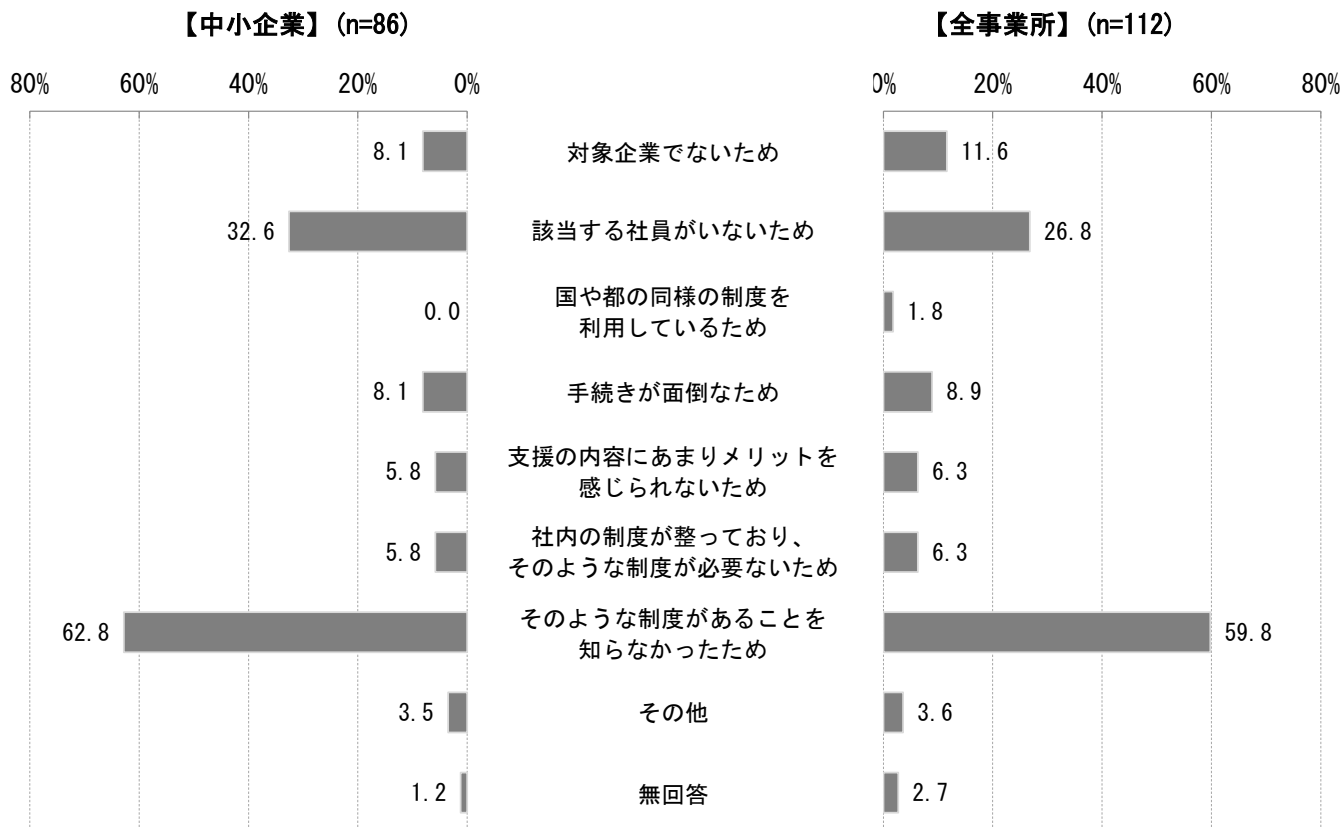 【中小企業】(n=86)
【全事業所】(n=112)
80% 60% 40% 20% 0%
0% 20% 40% 60% 80%
8.1 対象企業でないため 11.6
32.6 該当する社員がいないため 26.8
国や都の同様の制度を
0.0 1.8
利用しているため
8.1 手続きが面倒なため 8.9
支援の内容にあまりメリットを
5.8 6.3
感じられないため
社内の制度が整っており、
5.8 6.3
そのような制度が必要ないため
そのような制度があることを
62.8 59.8
知らなかったため
3.5 その他 3.6
1.2 無回答 2.7